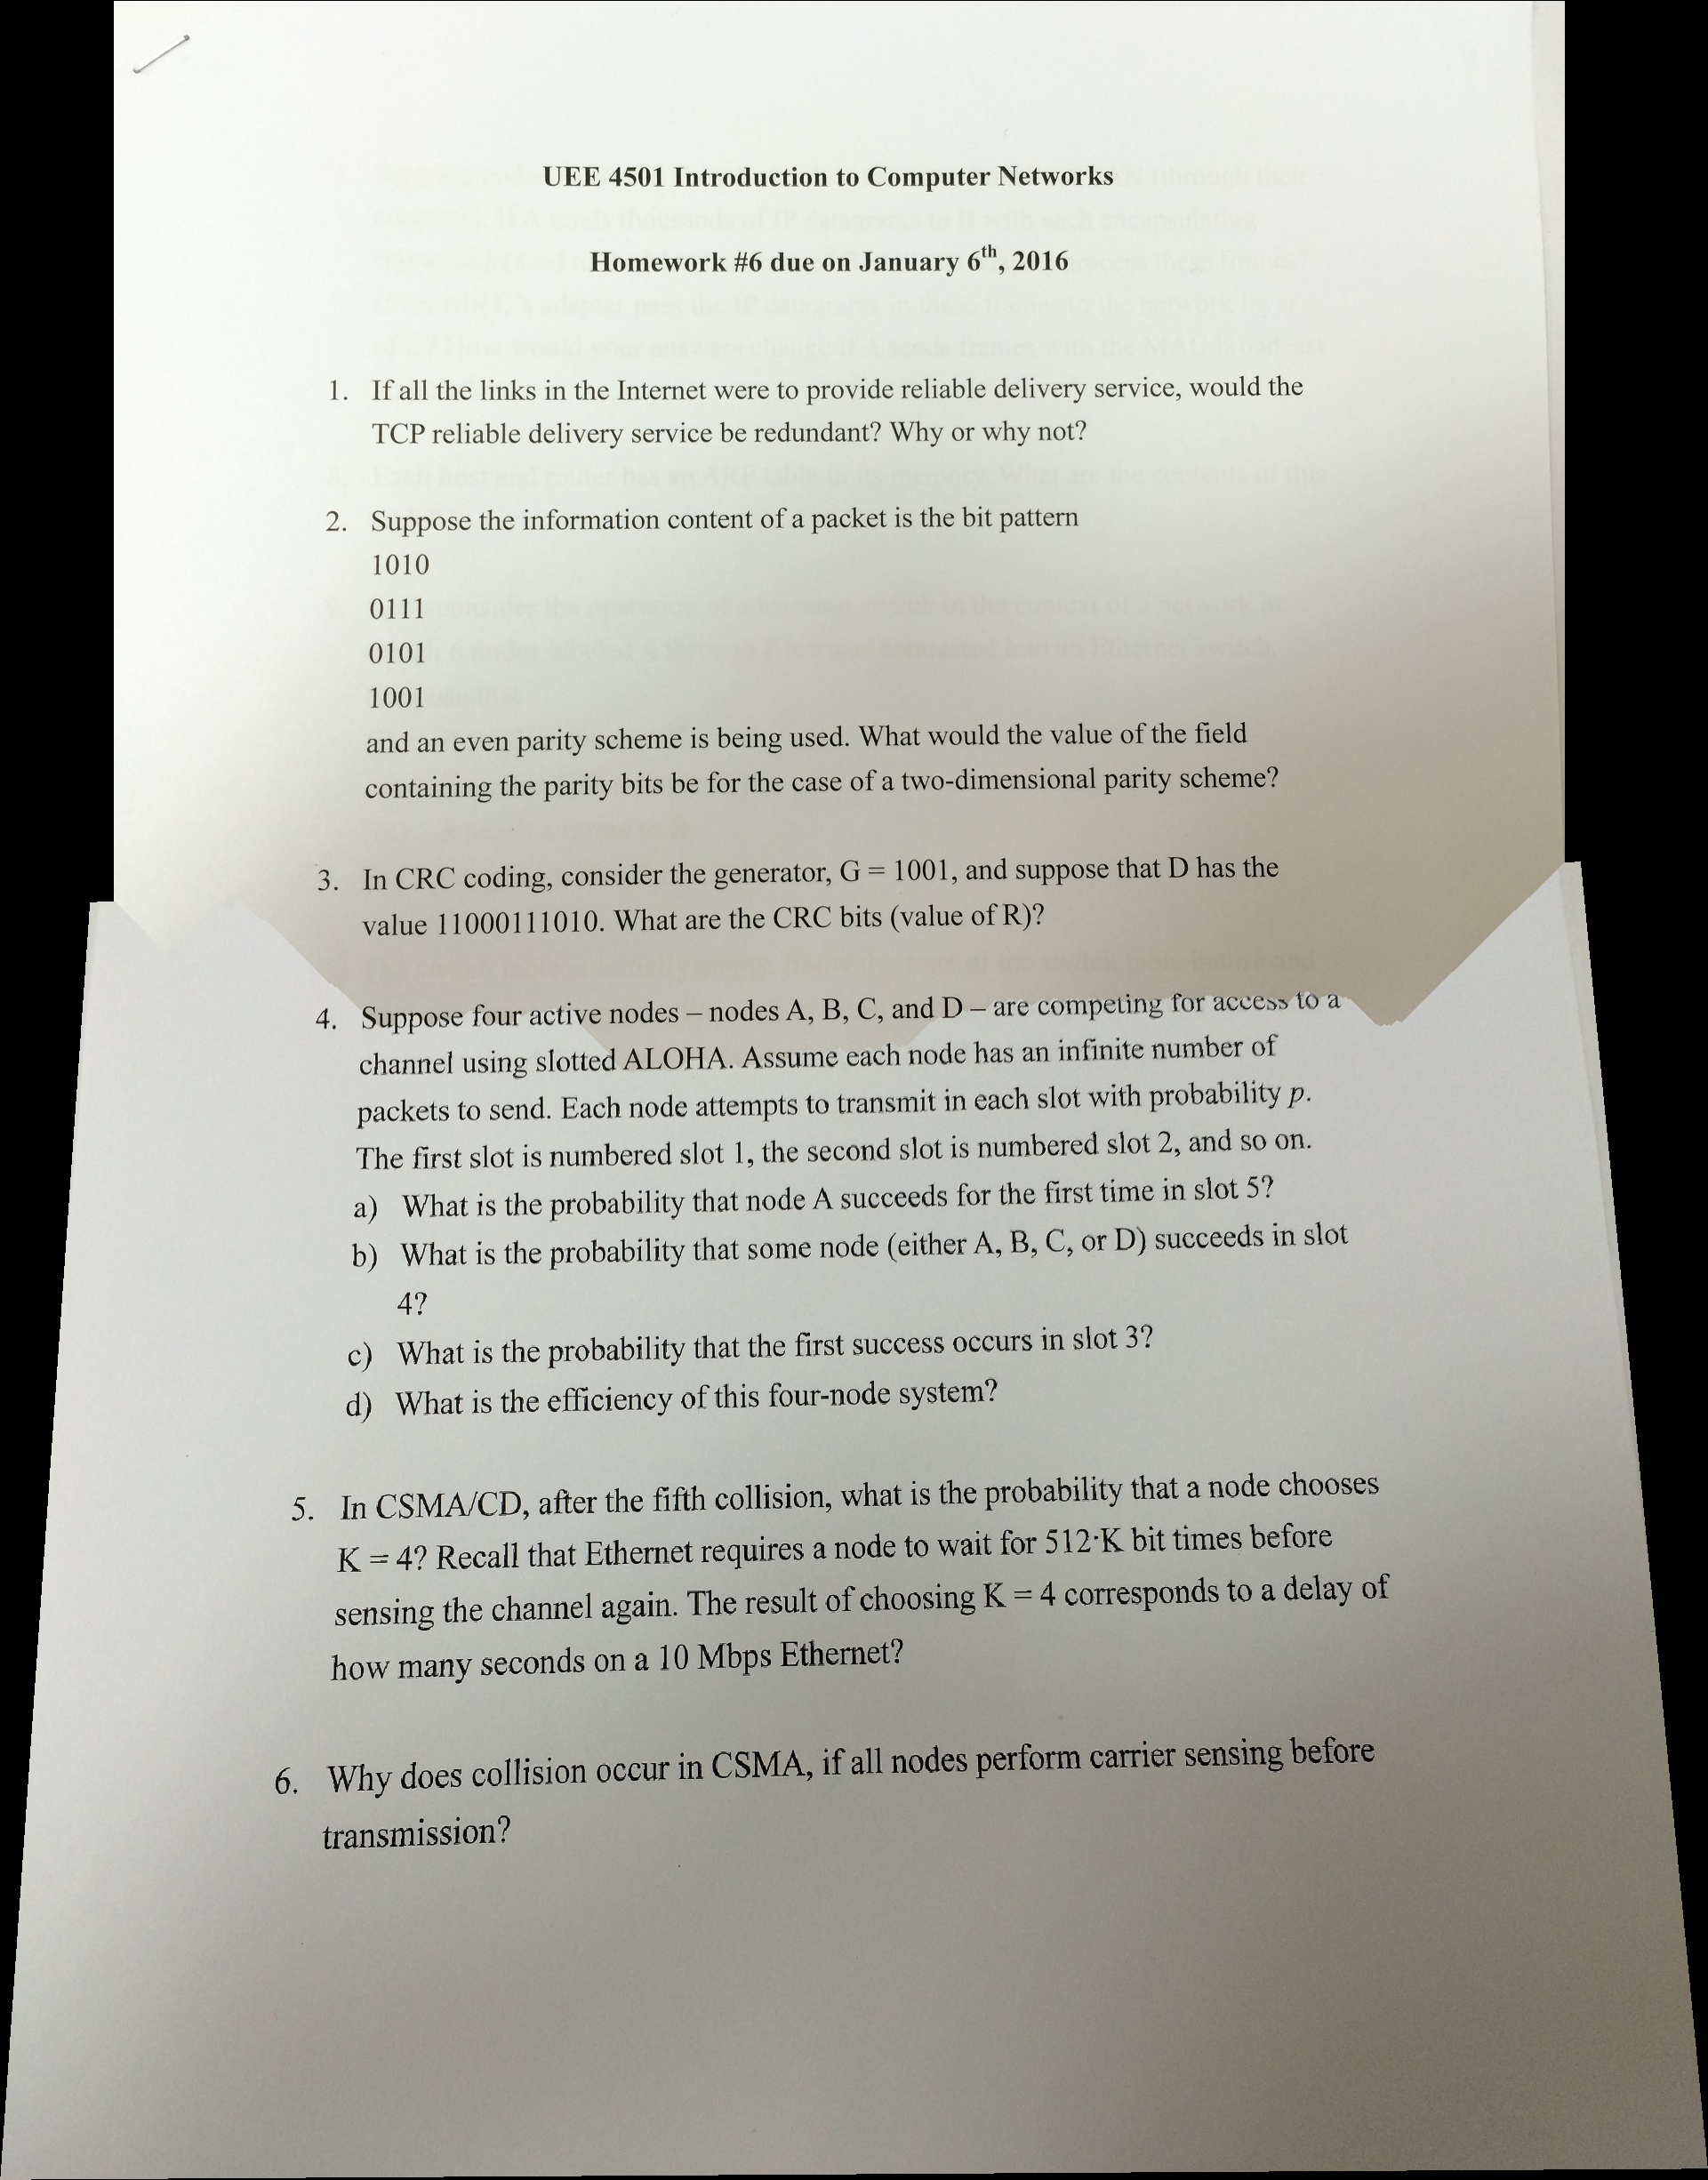 UEE 4501 Introduction to Computer Networks
Homework #6 due on January 6th, 2016
1. If all the links in the Internet were to provide reliable delivery service, would the
TCP reliable delivery service be redundant? Why or why not?
2. Suppose the information content of a packet is the bit pattern
1010
0111
0101
1001
and an even parity scheme is being used. What would the value of the field
containing the parity bits be for the case of a two-dimensional parity scheme?
3. In CRC coding, consider the generator, G = 1001, and suppose that D has the
value 11000111010. What are the CRC bits (value of R)?
4. Suppose four active nodes – nodes A, B, C, and D – are competing for access to a
channel using slotted ALOHA. Assume each node has an infinite number of
packets to send. Each node attempts to transmit in each slot with probability p.
The first slot is numbered slot 1, the second slot is numbered slot 2, and so on.
a) What is the probability that node A succeeds for the first time in slot 5?
b) What is the probability that some node (either A, B, C, or D) succeeds in slot
4?
c) What is the probability that the first success occurs in slot 3?
d) What is the efficiency of this four-node system?
5. In CSMA/CD, after the fifth collision, what is the probability that a node chooses
K = 4? Recall that Ethernet requires a node to wait for 512·K bit times before
sensing the channel again. The result of choosing K = 4 corresponds to a delay of
how many seconds on a 10 Mbps Ethernet?
6. Why does collision occur in CSMA, if all nodes perform carrier sensing before
transmission?